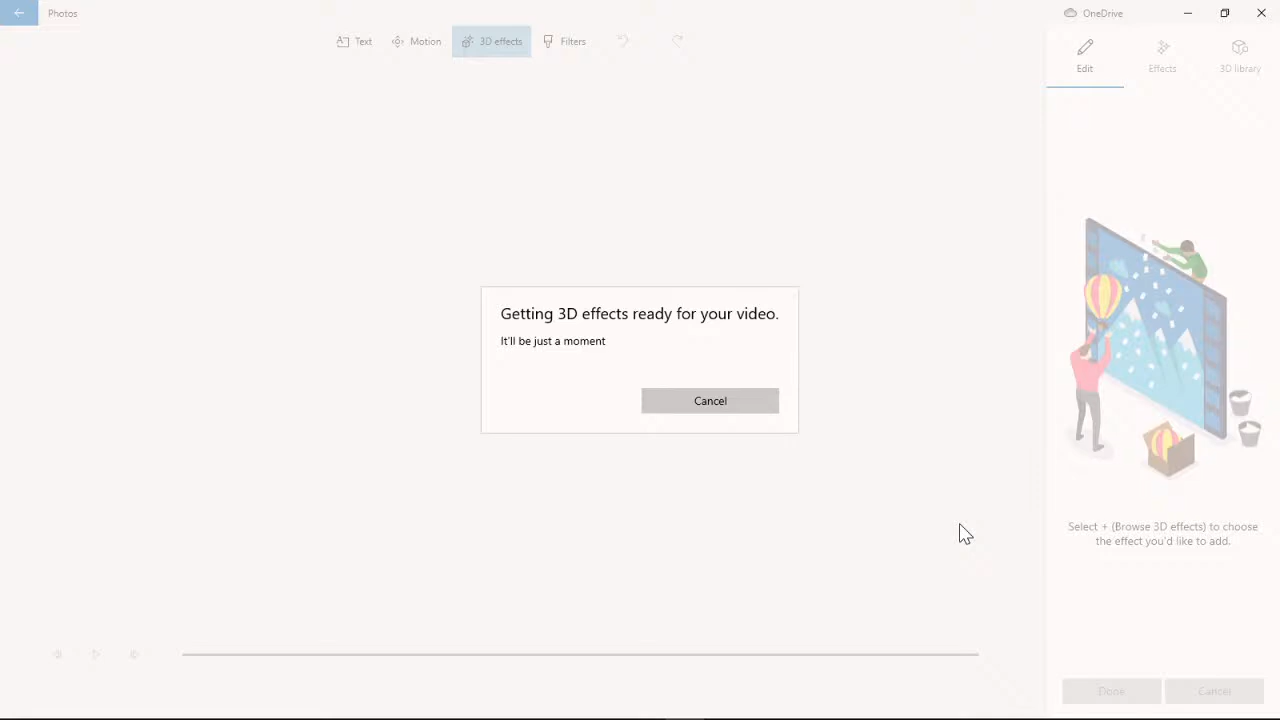 Photos
OneDrive
Text
Motion
3D effects
Filters
Edit
Effects
3D library
Getting 3D effects ready for your video.
It'll be just a moment
Cancel
Select + (Browse 3D effects) to choose
the effect you'd like to add.
Done
Cancel